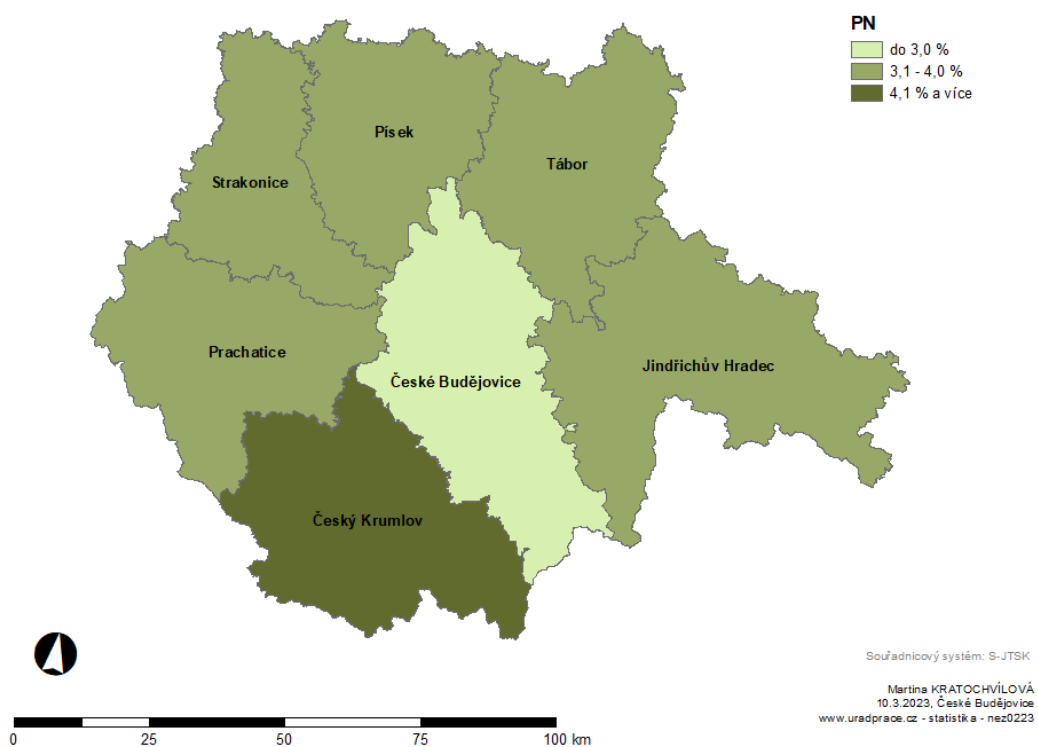 PN
do 3,0 %
3,1 - 4,0 %
4,1 % a více
Písek
Tábor
Strakonice
Prachatice
České Budějovice
Jindřichův Hradec
Český Krumlov
Souřadnicový systém: S-JTSK
Martina KRATOCHVÍLOVÁ
10.3.2023, České Budějovice
www.uradprace.cz - statistika - nez0223
0 25 50 75 100 km